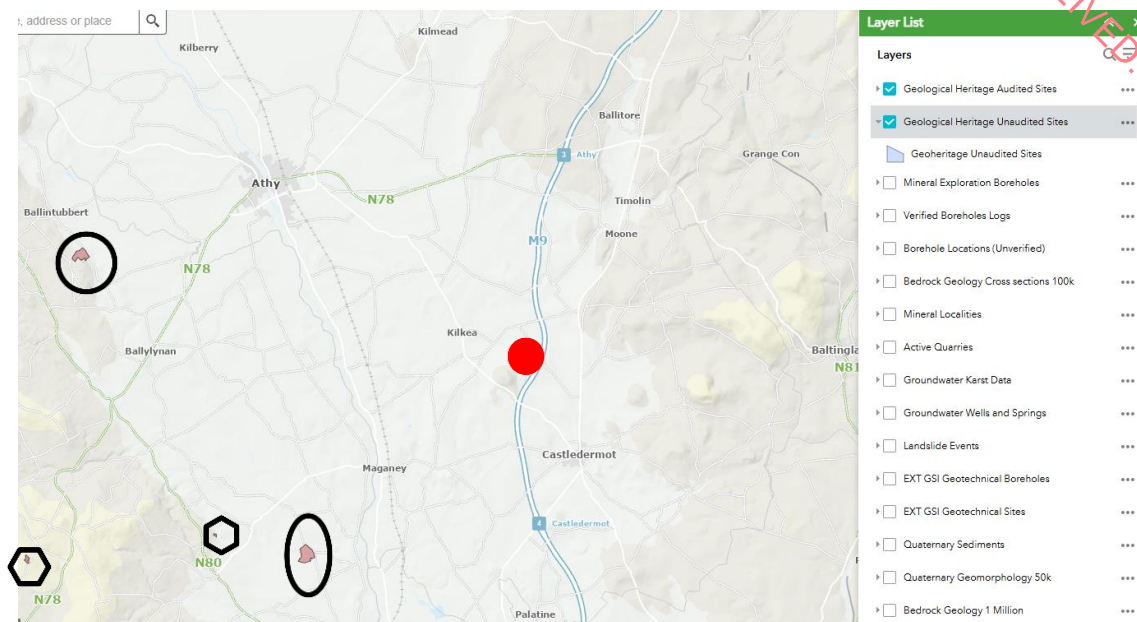 , address or place
Kilmead
Kilberry
Ballitore
3 Athy
Grange Con
Athy
N78
Timolin
Ballintubbert
Moone
M9
N78
Kilkea
Ballylynan
Baltingla
N81
Castledermot
Maganey
4 Castledermot
N80
N78
Palatine
Layer List
Layers
Geological Heritage Audited Sites
Geological Heritage Unaudited Sites
Geoheritage Unaudited Sites
Mineral Exploration Boreholes
Verified Boreholes Logs
Borehole Locations (Unverified)
Bedrock Geology Cross sections 100k
Mineral Localities
Active Quarries
Groundwater Karst Data
Groundwater Wells and Springs
Landslide Events
EXT GSI Geotechnical Boreholes
EXT GSI Geotechnical Sites
Quaternary Sediments
Quaternary Geomorphology 50k
Bedrock Geology 1 Million